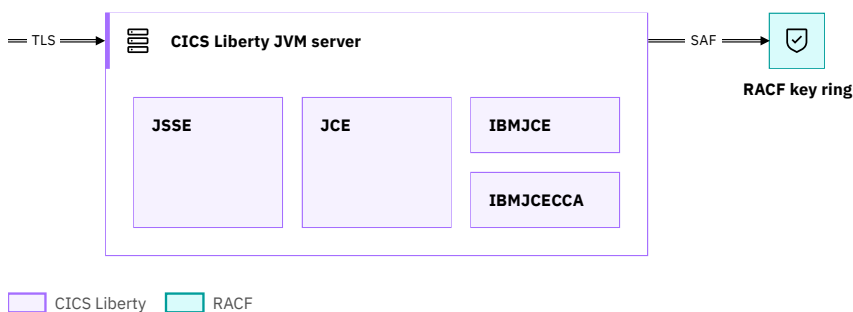 TLS
CICS Liberty JVM server
SAF
RACF key ring
JSSE
JCE
IBMJCE
IBMJCECCA
CICS Liberty
RACF